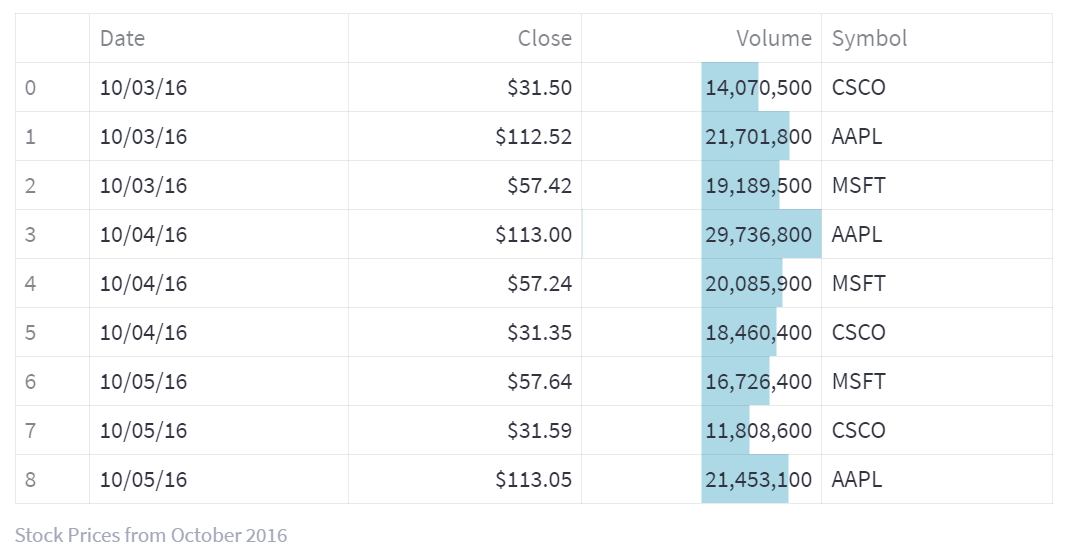 Date Close Volume Symbol
0 10/03/16 $31.50 14,070,500 CSCO
1 10/03/16 $112.52 21,701,800 AAPL
2 10/03/16 $57.42 19,189,500 MSFT
3 10/04/16 $113.00 29,736,800 AAPL
4 10/04/16 $57.24 20,085,900 MSFT
5 10/04/16 $31.35 18,460,400 CSCO
6 10/05/16 $57.64 16,726,400 MSFT
7 10/05/16 $31.59 11,808,600 CSCO
8 10/05/16 $113.05 21,453,100 AAPL
Stock Prices from October 2016